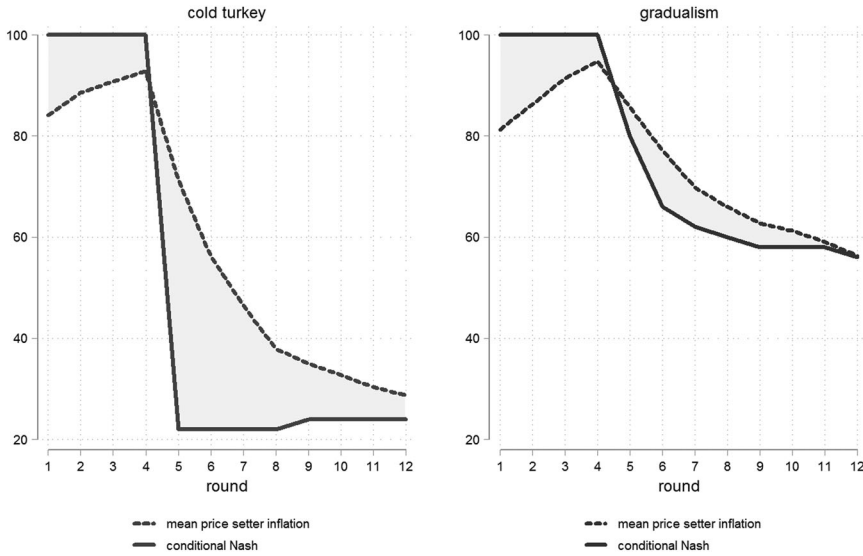 cold turkey
100
80
60
40
20
1 2 3 4 5 6 7 8 9 10 11 12
round
mean price setter inflation
conditional Nash
gradualism
100
80
60
40
20
1 2 3 4 5 6 7 8 9 10 11 12
round
mean price setter inflation
conditional Nash